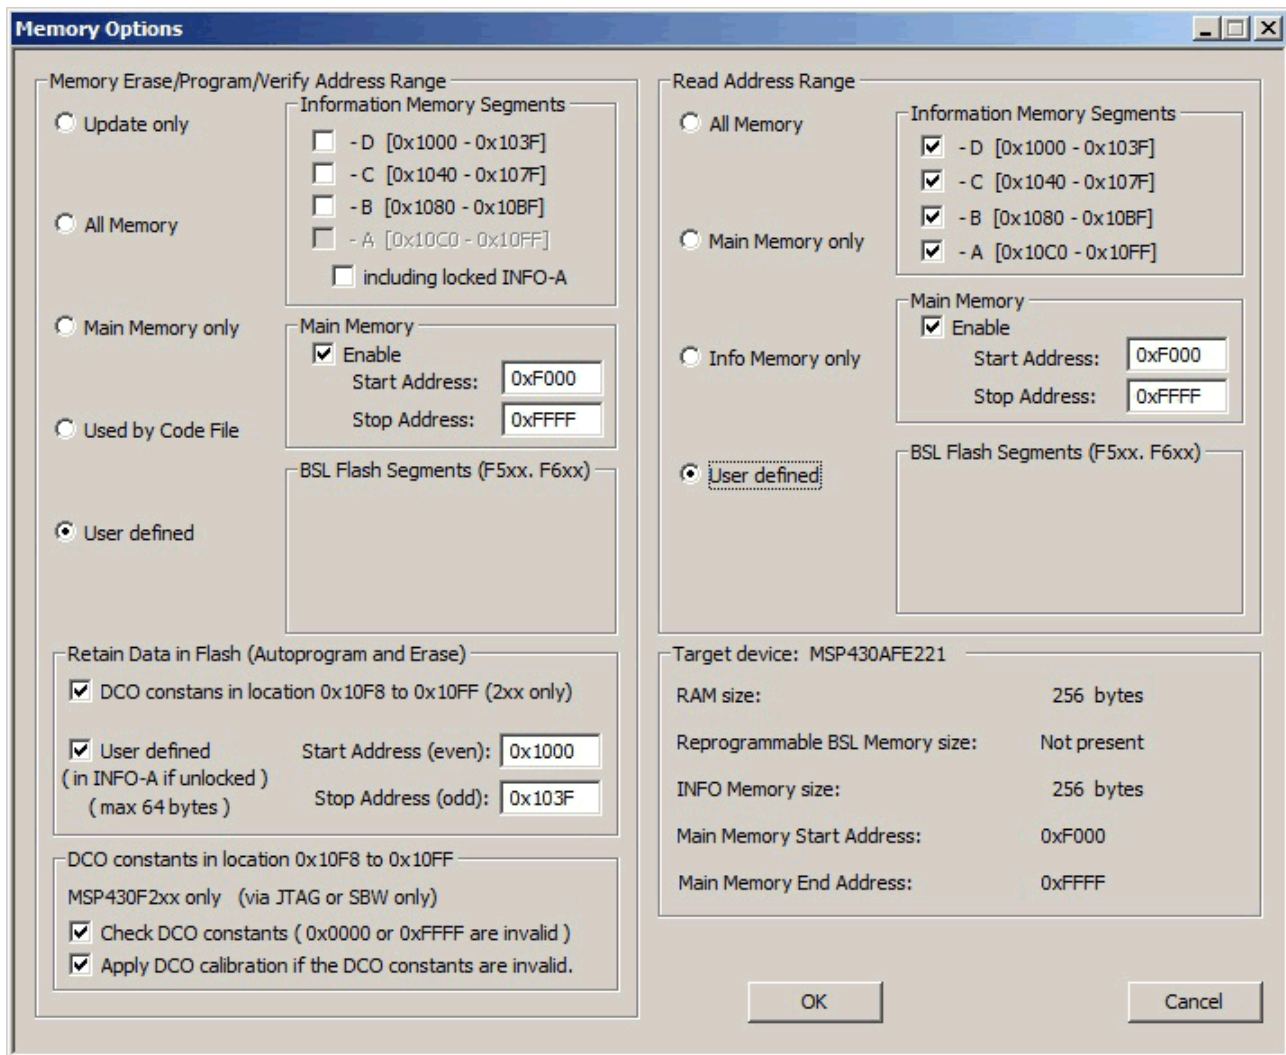 Memory Options
Memory Erase/Program/Verify Address Range
Update only
All Memory
Main Memory only
Used by Code File
User defined
Information Memory Segments
- D [0x1000 - 0x103F]
- C [0x1040 - 0x107F]
- B [0x1080 - 0x10BF]
- A [0x10C0 - 0x10FF]
including locked INFO-A
Main Memory
Enable
Start Address: 0xF000
Stop Address: 0xFFFF
BSL Flash Segments (F5xx. F6xx)
Retain Data in Flash (Autoprogram and Erase)
DCO constans in location 0x10F8 to 0x10FF (2xx only)
User defined
( in INFO-A if unlocked )
( max 64 bytes )
Start Address (even): 0x1000
Stop Address (odd): 0x103F
DCO constants in location 0x10F8 to 0x10FF
MSP430F2xx only (via JTAG or SBW only)
Check DCO constants ( 0x0000 or 0xFFFF are invalid )
Apply DCO calibration if the DCO constants are invalid.
Read Address Range
All Memory
Main Memory only
Info Memory only
User defined
Information Memory Segments
- D [0x1000 - 0x103F]
- C [0x1040 - 0x107F]
- B [0x1080 - 0x10BF]
- A [0x10C0 - 0x10FF]
Main Memory
Enable
Start Address: 0xF000
Stop Address: 0xFFFF
BSL Flash Segments (F5xx. F6xx)
Target device: MSP430AFE221
RAM size: 256 bytes
Reprogrammable BSL Memory size: Not present
INFO Memory size: 256 bytes
Main Memory Start Address: 0xF000
Main Memory End Address: 0xFFFF
OK
Cancel